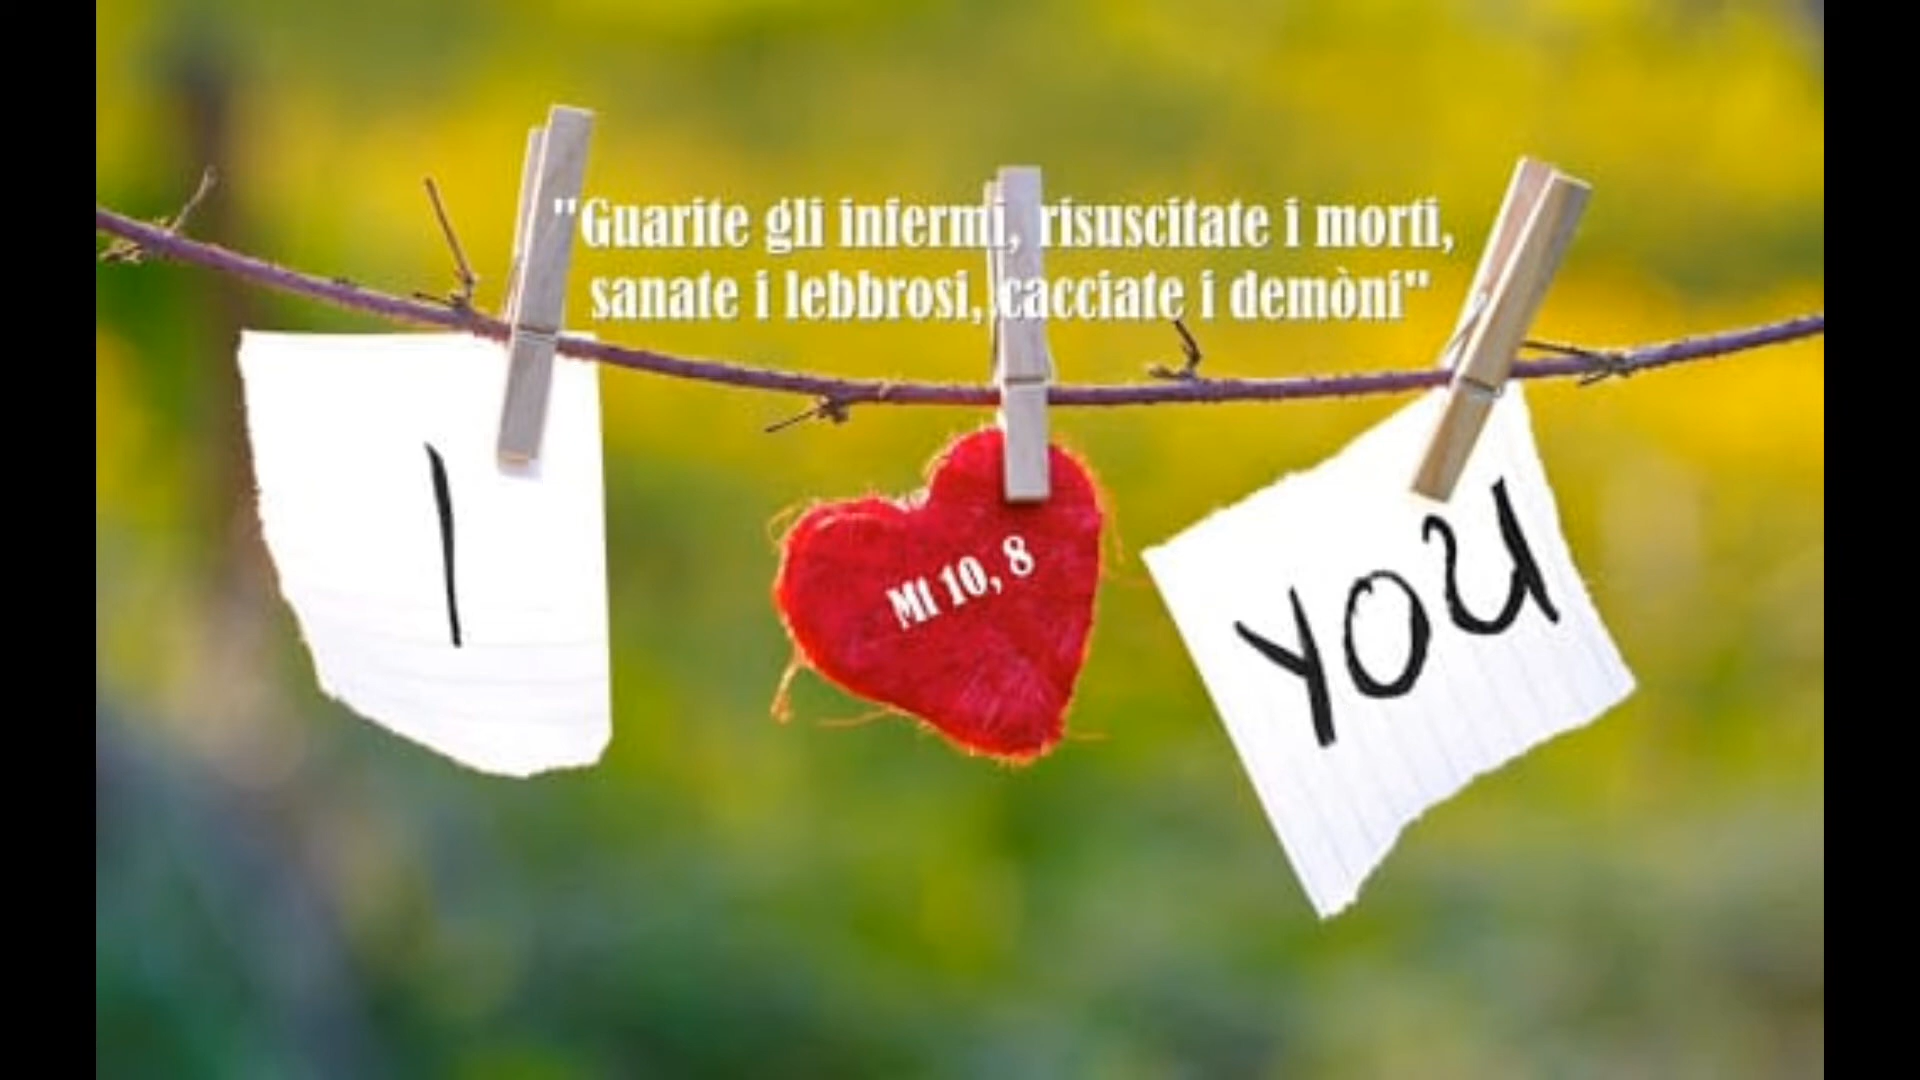 "Guarite gli infermi, risuscitate i morti,
sanate i lebbrosi, cacciate i demòni"
I
Mt 10, 8
YOU